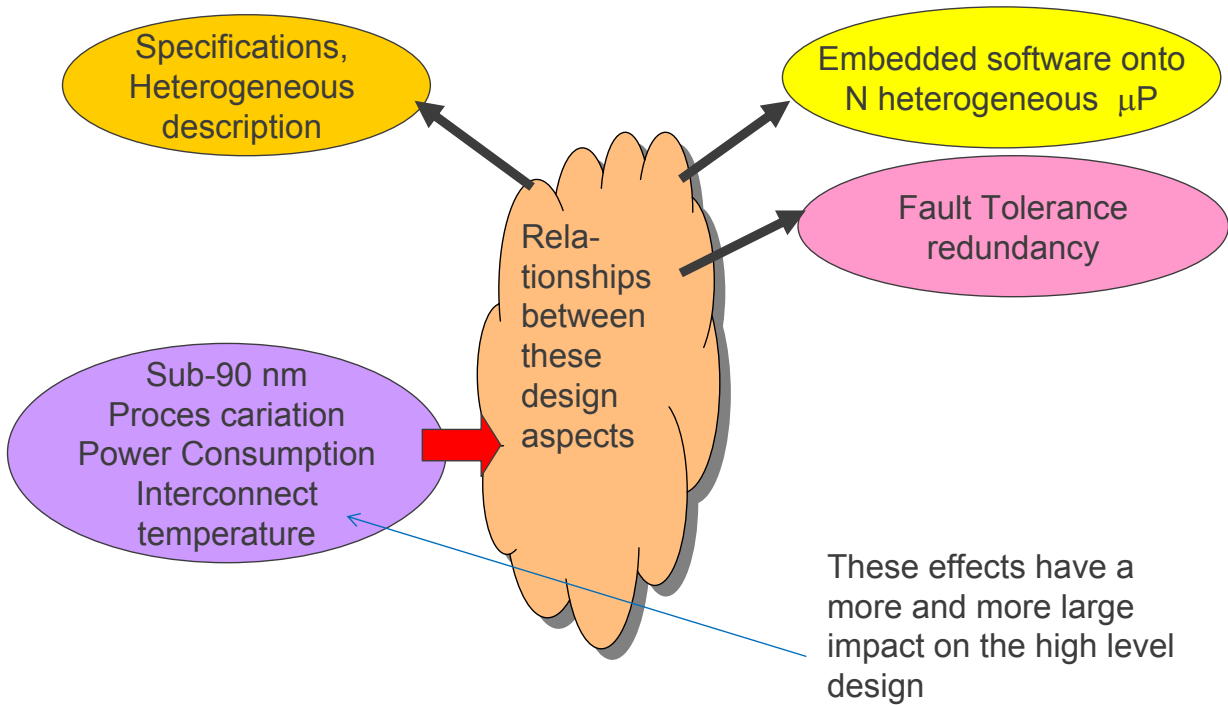 Specifications,
Heterogeneous
description
Embedded software onto
N heterogeneous μP
Fault Tolerance
redundancy
Rela-
tionships
between
these
design
aspects
Sub-90 nm
Proces cariation
Power Consumption
Interconnect
temperature
These effects have a
more and more large
impact on the high level
design